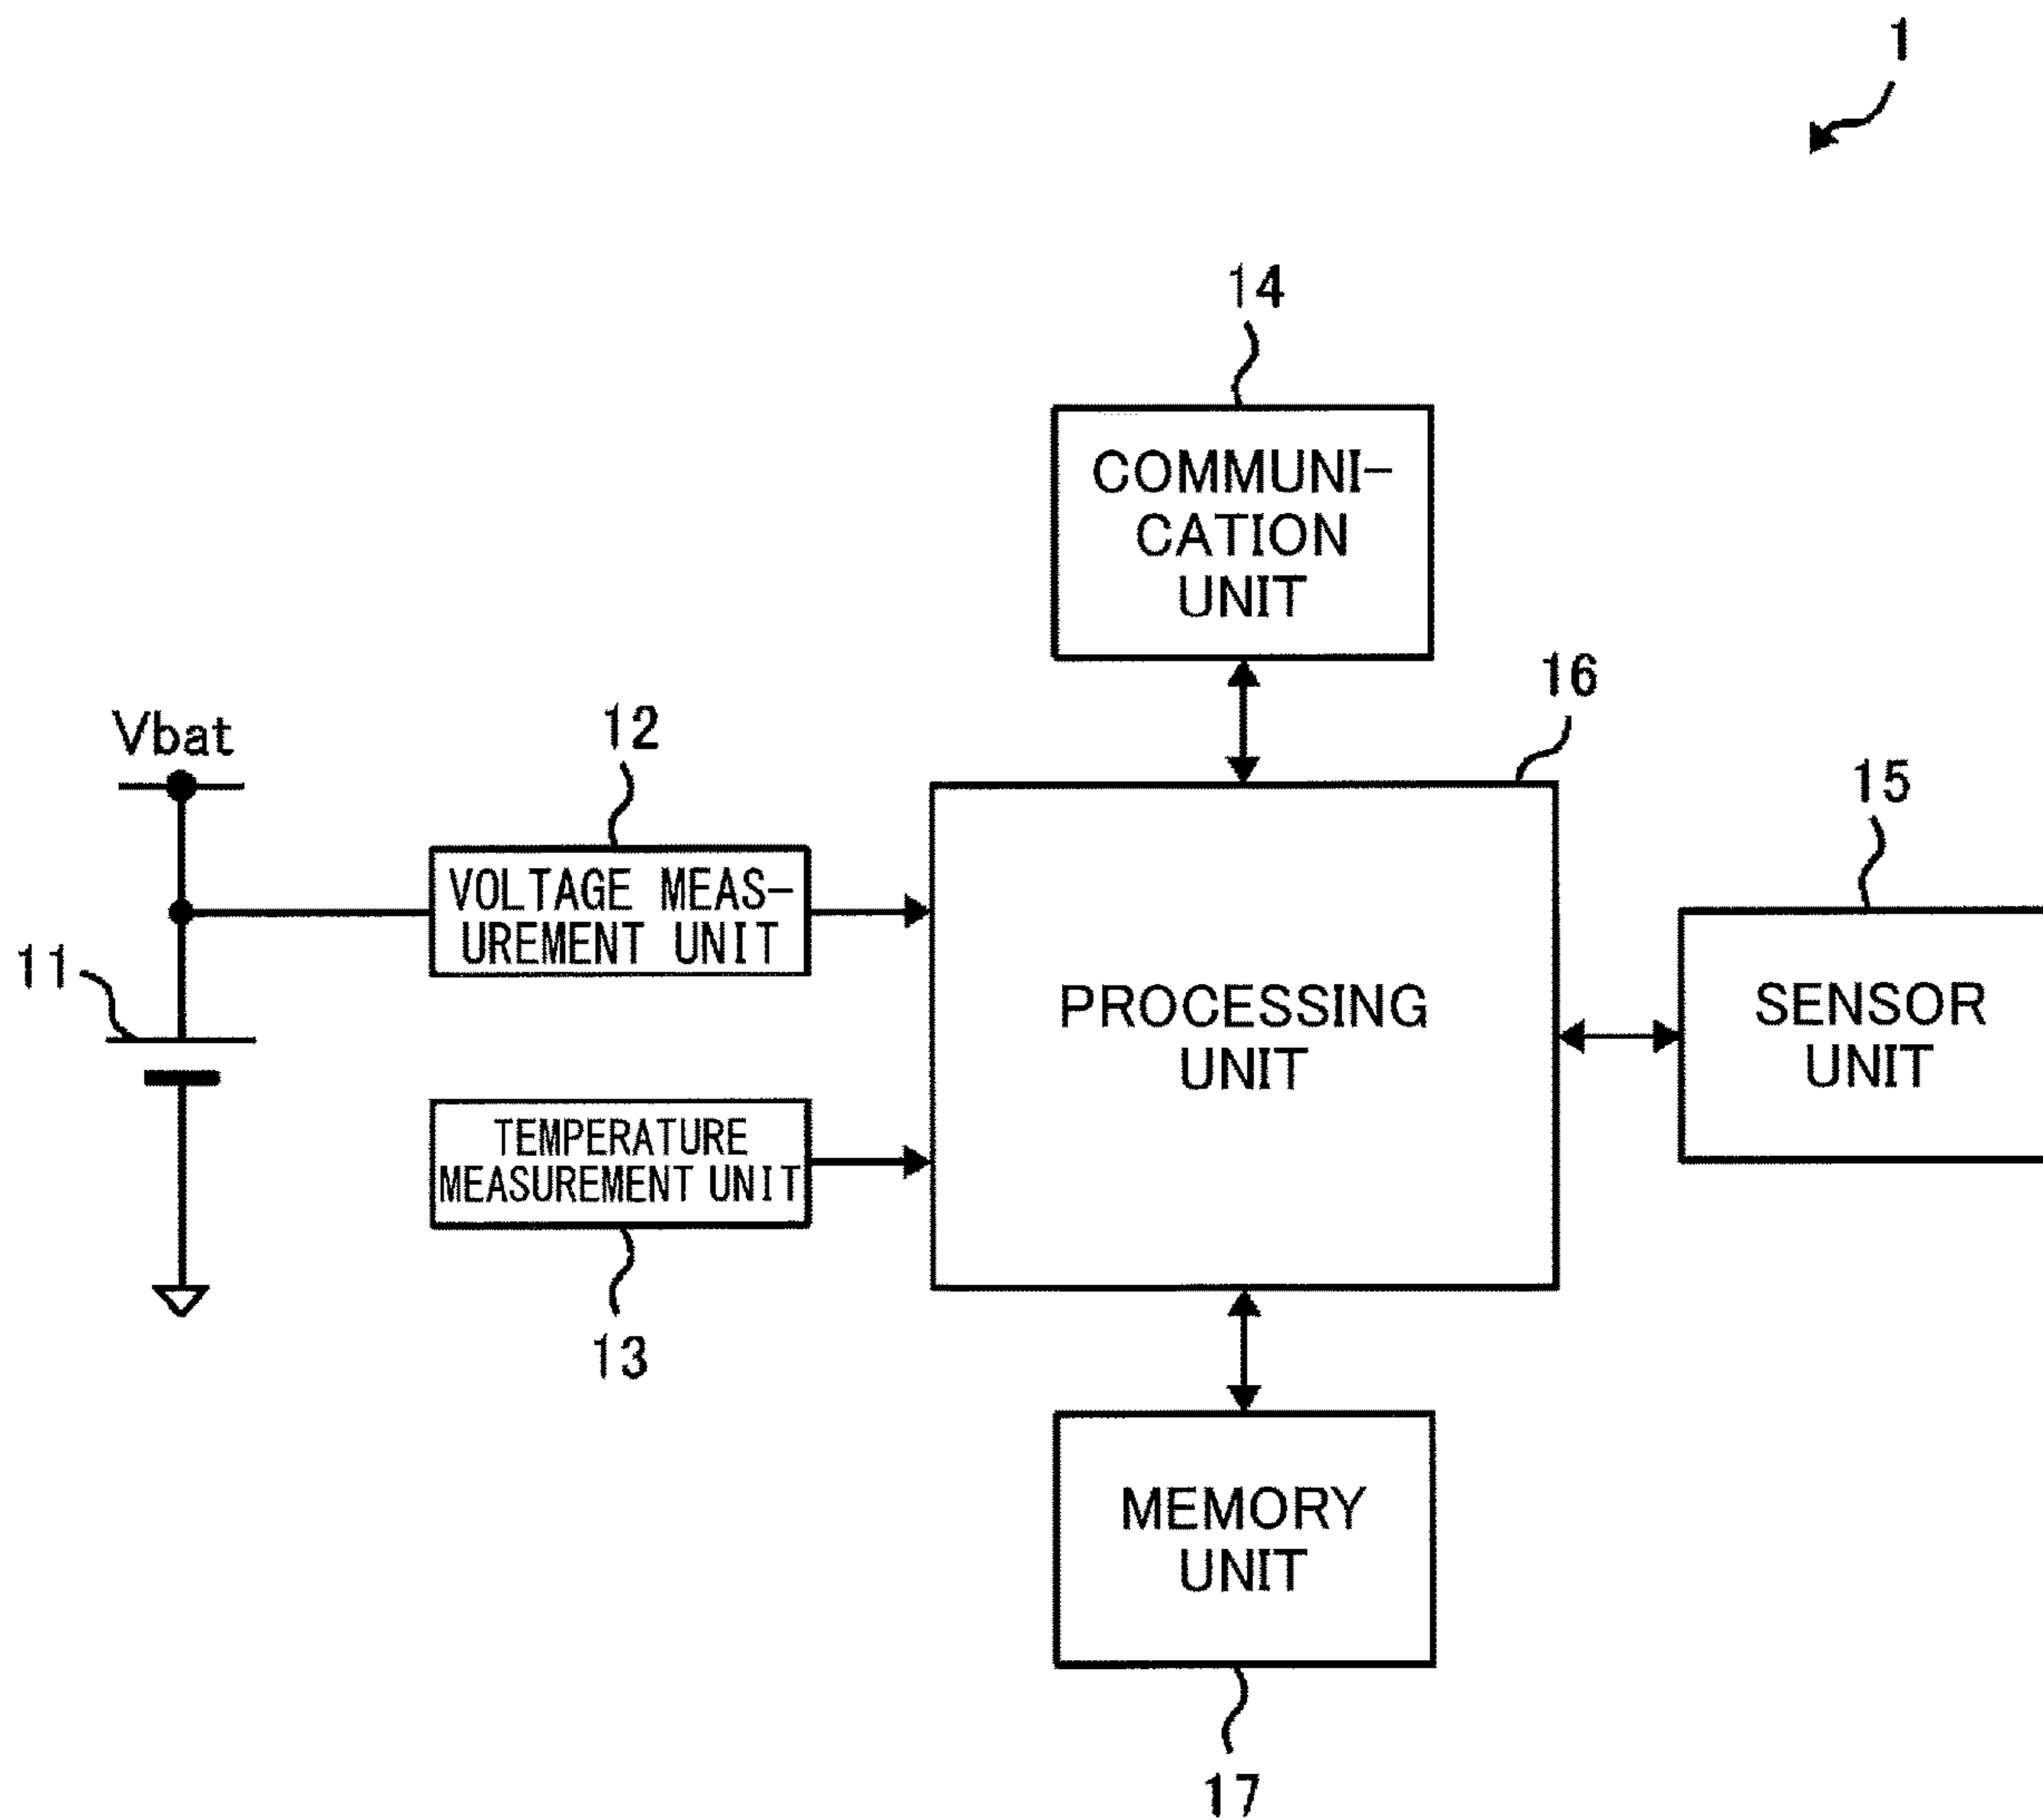 1
14
COMMUNI-
CATION
UNIT
16
Vbat
12
15
VOLTAGE MEAS-
UREMENT UNIT
11
PROCESSING
UNIT
SENSOR
UNIT
TEMPERATURE
MEASUREMENT UNIT
13
MEMORY
UNIT
17